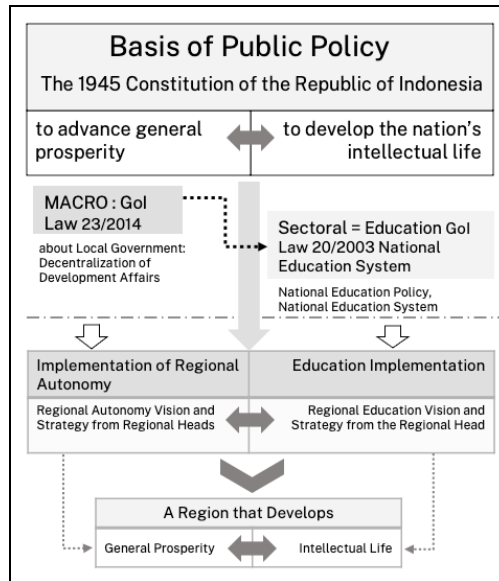 Basis of Public Policy
The 1945 Constitution of the Republic of Indonesia
to advance general
prosperity
to develop the nation's
intellectual life
MACRO : GoI
Law 23/2014
about Local Government:
Decentralization of
Development Affairs
Sectoral = Education GoI
Law 20/2003 National
Education System
National Education Policy,
National Education System
Implementation of Regional
Autonomy
Education Implementation
Regional Autonomy Vision and
Strategy from Regional Heads
Regional Education Vision and
Strategy from the Regional Head
A Region that Develops
General Prosperity
Intellectual Life